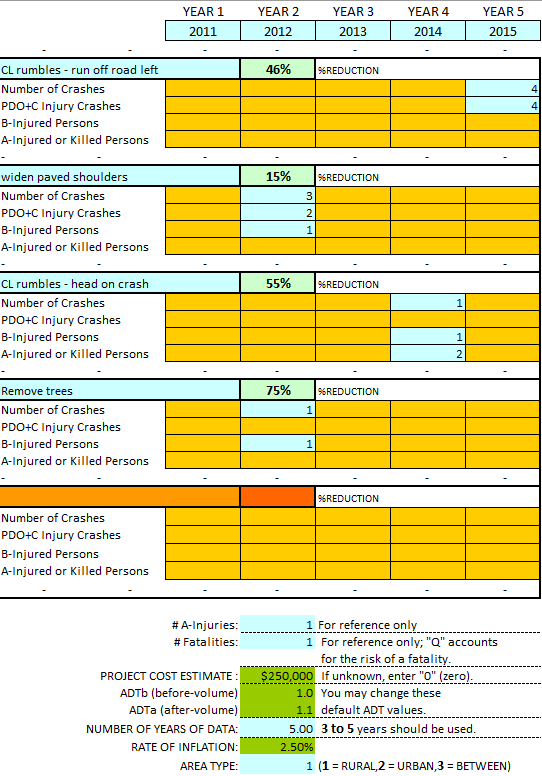 YEAR 1 YEAR 2 YEAR 3 YEAR 4 YEAR 5
2011 2012 2013 2014 2015
- - - - - - -
CL rumbles - run off road left 46% %REDUCTION
Number of Crashes 4
PDO+C Injury Crashes 4
B-Injured Persons
A-Injured or Killed Persons
- - - - - - -
widen paved shoulders 15% %REDUCTION
Number of Crashes 3
PDO+C Injury Crashes 2
B-Injured Persons 1
A-Injured or Killed Persons
- - - - - - -
CL rumbles - head on crash 55% %REDUCTION
Number of Crashes 1
PDO+C Injury Crashes
B-Injured Persons 1
A-Injured or Killed Persons 2
- - - - - - -
Remove trees 75% %REDUCTION
Number of Crashes 1
PDO+C Injury Crashes
B-Injured Persons 1
A-Injured or Killed Persons
- - - - - - -
%REDUCTION
Number of Crashes
PDO+C Injury Crashes
B-Injured Persons
A-Injured or Killed Persons
- - - - - - -
# A-Injuries: 1 For reference only
# Fatalities: 1 For reference only; "Q" accounts
for the risk of a fatality.
PROJECT COST ESTIMATE : $250,000 If unknown, enter "0" (zero).
ADTb (before-volume) 1.0 You may change these
ADTa (after-volume) 1.1 default ADT values.
NUMBER OF YEARS OF DATA: 5.00 3 to 5 years should be used.
RATE OF INFLATION: 2.50%
AREA TYPE: 1 (1 = RURAL,2 = URBAN,3 = BETWEEN)